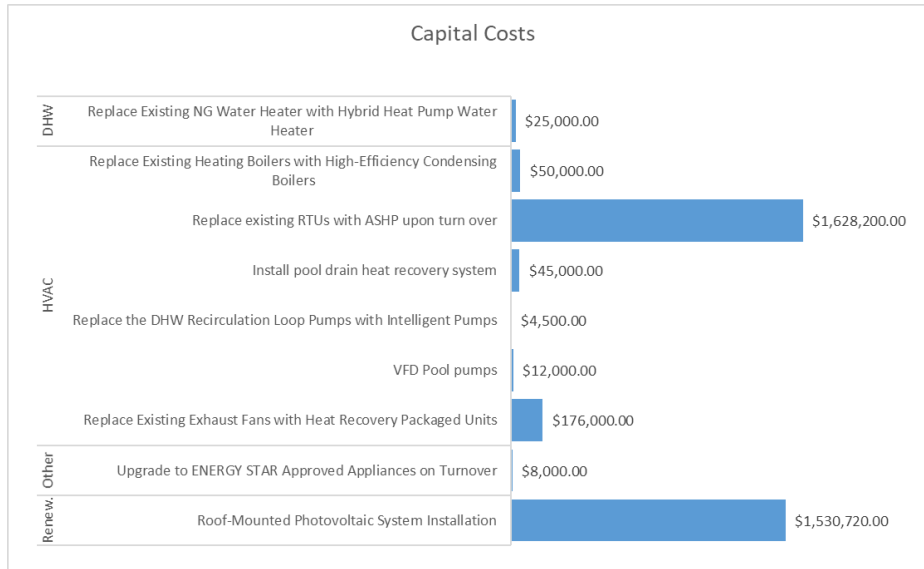 Capital Costs
DHW
Replace Existing NG Water Heater with Hybrid Heat Pump Water
Heater
$25,000.00
HVAC
Replace Existing Heating Boilers with High-Efficiency Condensing
Boilers
$50,000.00
Replace existing RTUs with ASHP upon turn over
$1,628,200.00
Install pool drain heat recovery system
$45,000.00
Replace the DHW Recirculation Loop Pumps with Intelligent Pumps
$4,500.00
VFD Pool pumps
$12,000.00
Replace Existing Exhaust Fans with Heat Recovery Packaged Units
$176,000.00
Other
Upgrade to ENERGY STAR Approved Appliances on Turnover
$8,000.00
Renew.
Roof-Mounted Photovoltaic System Installation
$1,530,720.00